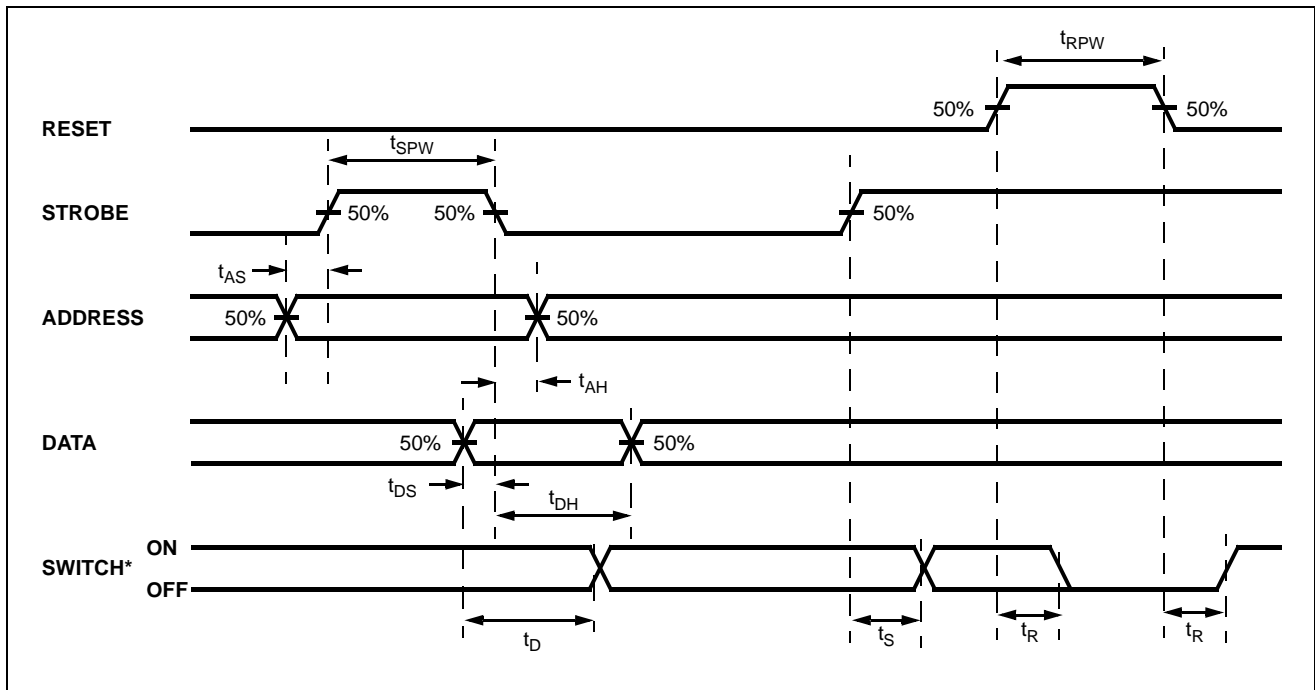 tRPW
50% 50%
RESET
tSPW
STROBE 50% 50% 50%
tAS
ADDRESS 50% 50%
tAH
DATA 50% 50%
tDS
tDH
ON
SWITCH*
OFF
tD tS tR tR